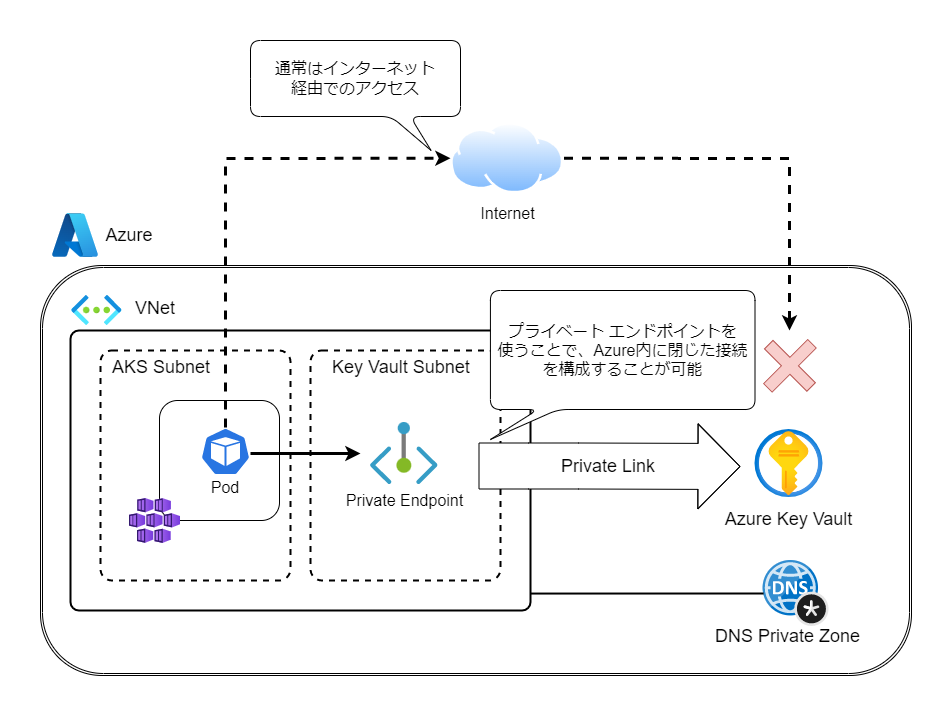 通常はインターネット
経由でのアクセス
Internet
Azure
VNet
プライベート エンドポイントを
使うことで、Azure内に閉じた接続
を構成することが可能
AKS Subnet
Key Vault Subnet
Private Link
Pod
Private Endpoint
Azure Key Vault
DNS
*
DNS Private Zone